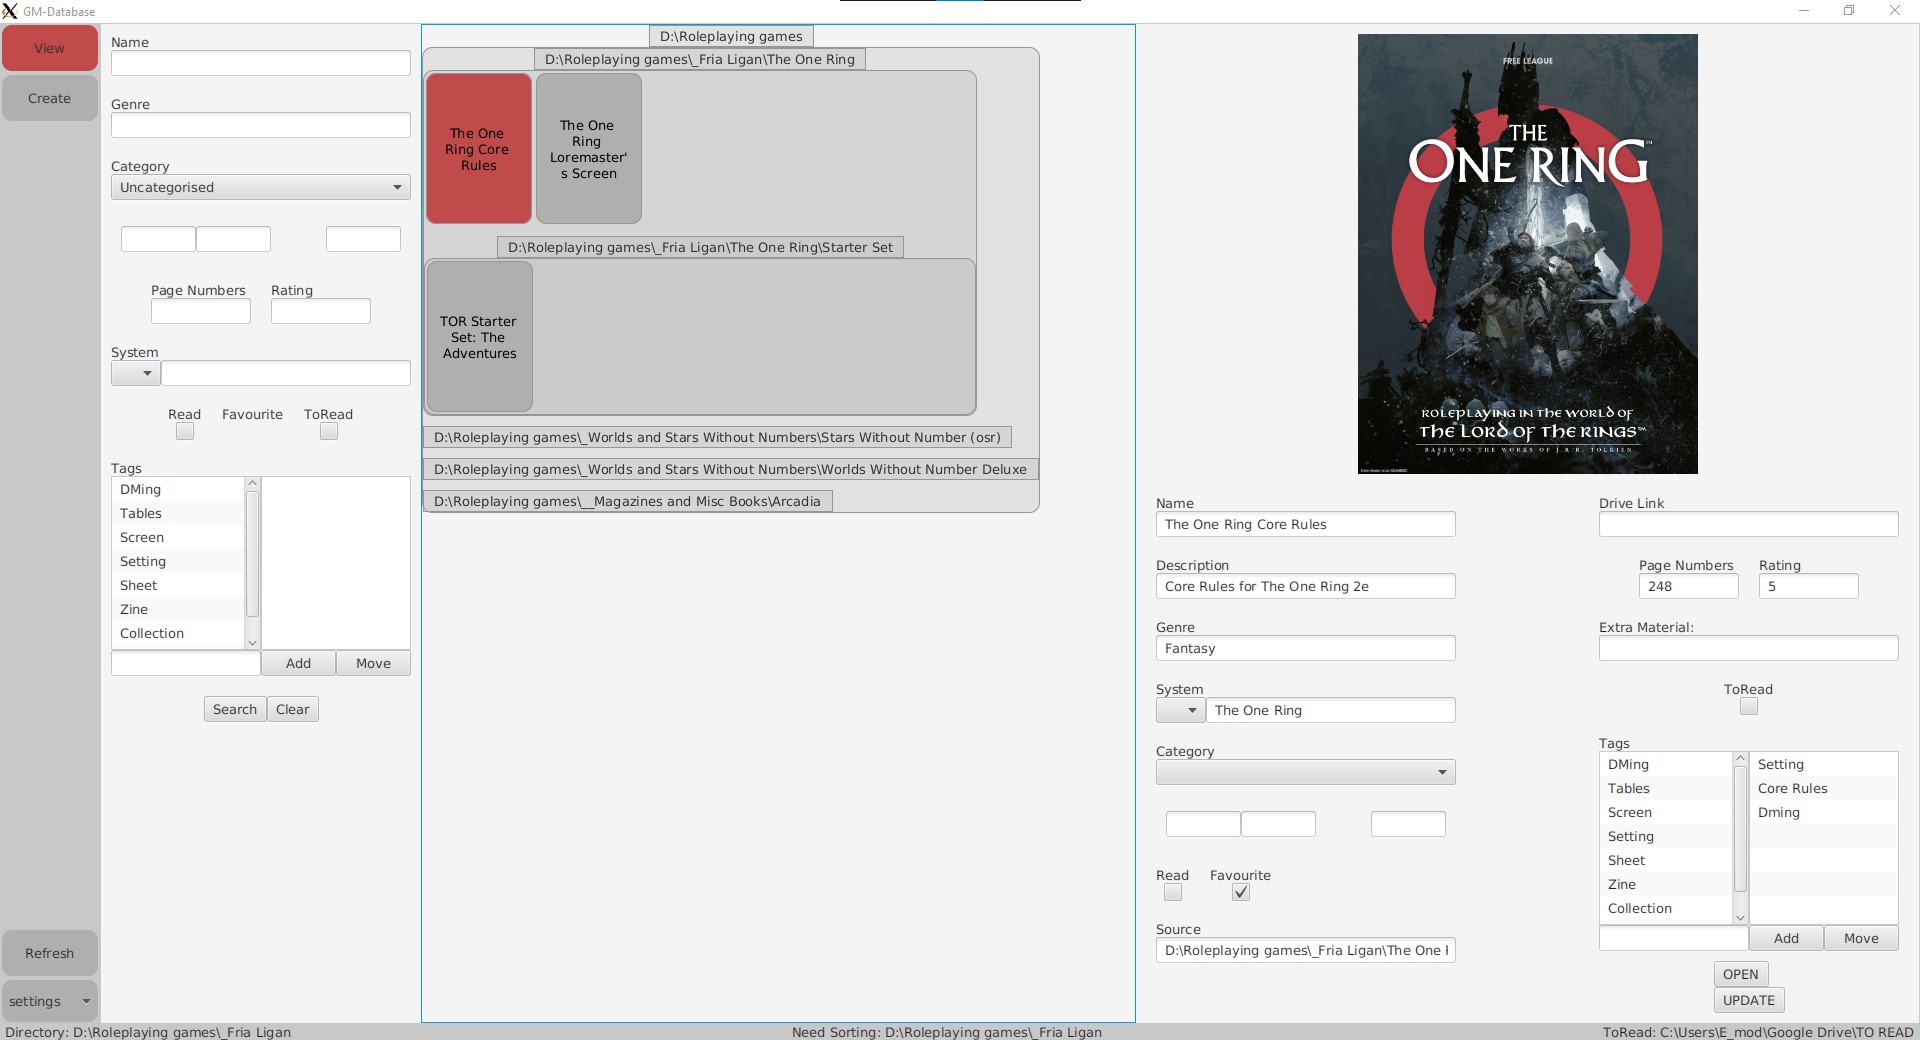 GM-Database
View
Create
Refresh
settings
Name
Genre
Category
Uncategorised
Page Numbers Rating
System
Read Favourite ToRead
Tags
DMing
Tables
Screen
Setting
Sheet
Zine
Collection
Add Move
Search Clear
D:\Roleplaying games
D:\Roleplaying games\_Fria Ligan\The One Ring
The One
Ring Core
Rules
The One
Ring
Loremaster'
s Screen
D:\Roleplaying games\_Fria Ligan\The One Ring\Starter Set
TOR Starter
Set: The
Adventures
D:\Roleplaying games\_Worlds and Stars Without Numbers\Stars Without Number (osr)
D:\Roleplaying games\_Worlds and Stars Without Numbers\Worlds Without Number Deluxe
D:\Roleplaying games\__Magazines and Misc Books\Arcadia
FREE LEAGUE
THE
ONE RING™
ROLEPLAYING IN THE WORLD OF
THE LORD OF THE RINGS™
BASED ON THE WORKS OF J.R.R. TOLKIEN
Name
The One Ring Core Rules
Description
Core Rules for The One Ring 2e
Genre
Fantasy
System
The One Ring
Category
Read Favourite
Source
D:\Roleplaying games\_Fria Ligan\The One
Drive Link
Page Numbers Rating
248 5
Extra Material:
ToRead
Tags
DMing
Tables
Screen
Setting
Sheet
Zine
Collection
Setting
Core Rules
Dming
Add Move
OPEN
UPDATE
Directory: D:\Roleplaying games\_Fria Ligan
Need Sorting: D:\Roleplaying games\_Fria Ligan
ToRead: C:\Users\E_mod\Google Drive\TO READ